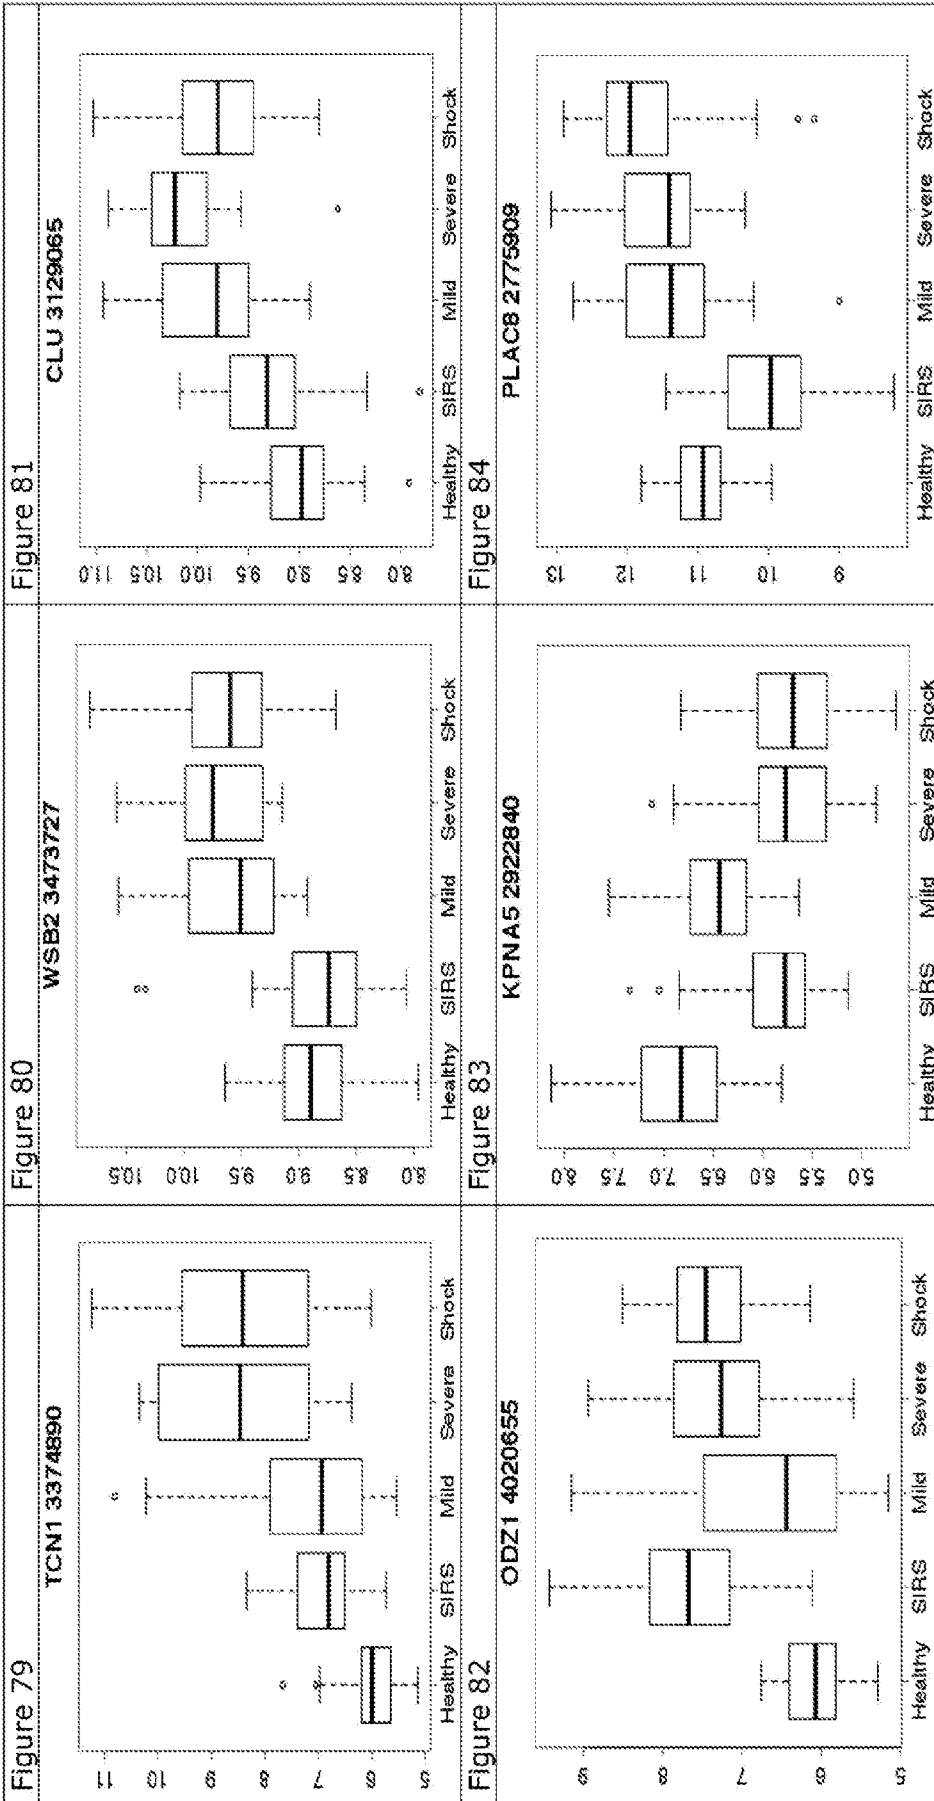 Figure 79
TCN1 3374890
11
10
9
8
7
6
5
Healthy SIRS Mild Severe Shock
Figure 80
WSB2 3473727
10.5
10.0
9.5
9.0
8.5
8.0
Healthy SIRS Mild Severe Shock
Figure 81
CLU 3129065
11.0
10.5
10.0
9.5
9.0
8.5
8.0
Healthy SIRS Mild Severe Shock
Figure 82
ODZ1 4020655
9
8
7
6
5
Healthy SIRS Mild Severe Shock
Figure 83
KPNA5 2922840
8.0
7.5
7.0
6.5
6.0
5.5
5.0
Healthy SIRS Mild Severe Shock
Figure 84
PLAC8 2775909
13
12
11
10
9
Healthy SIRS Mild Severe Shock